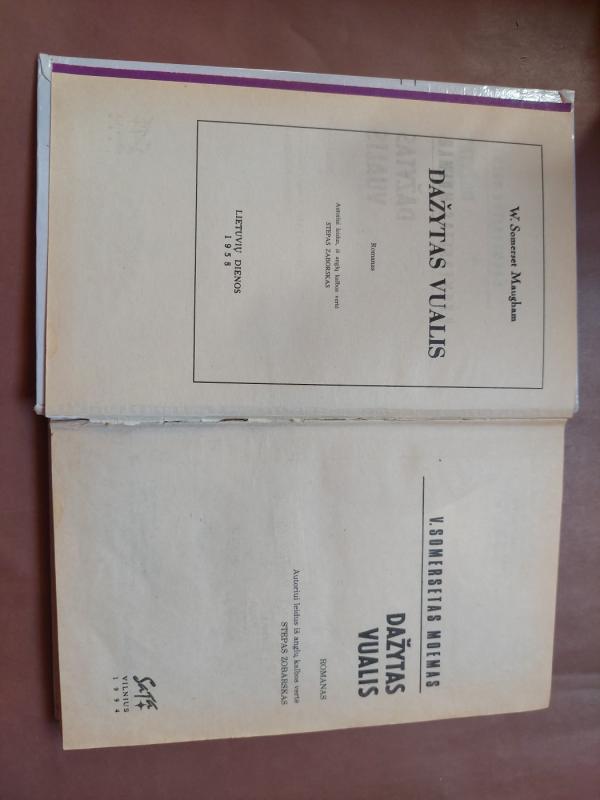 W. Somerset Maugham
DAŽYTAS VUALIS
Romanas
Autoriui leidus, iš anglų kalbos vertė
STEPAS ZABORSKAS
LIETUVIŲ DIENOS
1958
V. SOMERSETAS MOEMAS
DAŽYTAS
VUALIS
ROMANAS
Autoriui leidus iš anglų kalbos vertė
STEPAS ZOBARSKAS
VILNIUS
1994